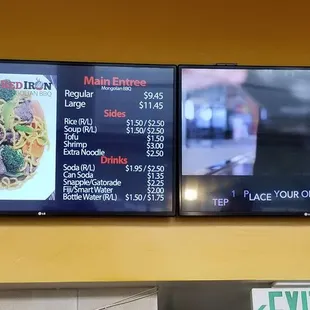 RED IRON
MONGOLIAN BBQ
Main Entree
Mongolian BBQ
Regular $9.45
Large $11.45
Sides
Rice (R/L) $1.50 / $2.50
Soup (R/L) $1.50/ $2.50
Tofu $1.50
Shrimp $3.00
Extra Noodle $2.50
Drinks
Soda (R/L) $1.95 / $2.50
Can Soda $1.35
Snapple/Gatorade $2.25
Fiji/Smart Water $2.00
Bottle Water (R/L) $1.50 / $1.75
LG
LG
1 PLACE YOUR O
TEP
EXIT